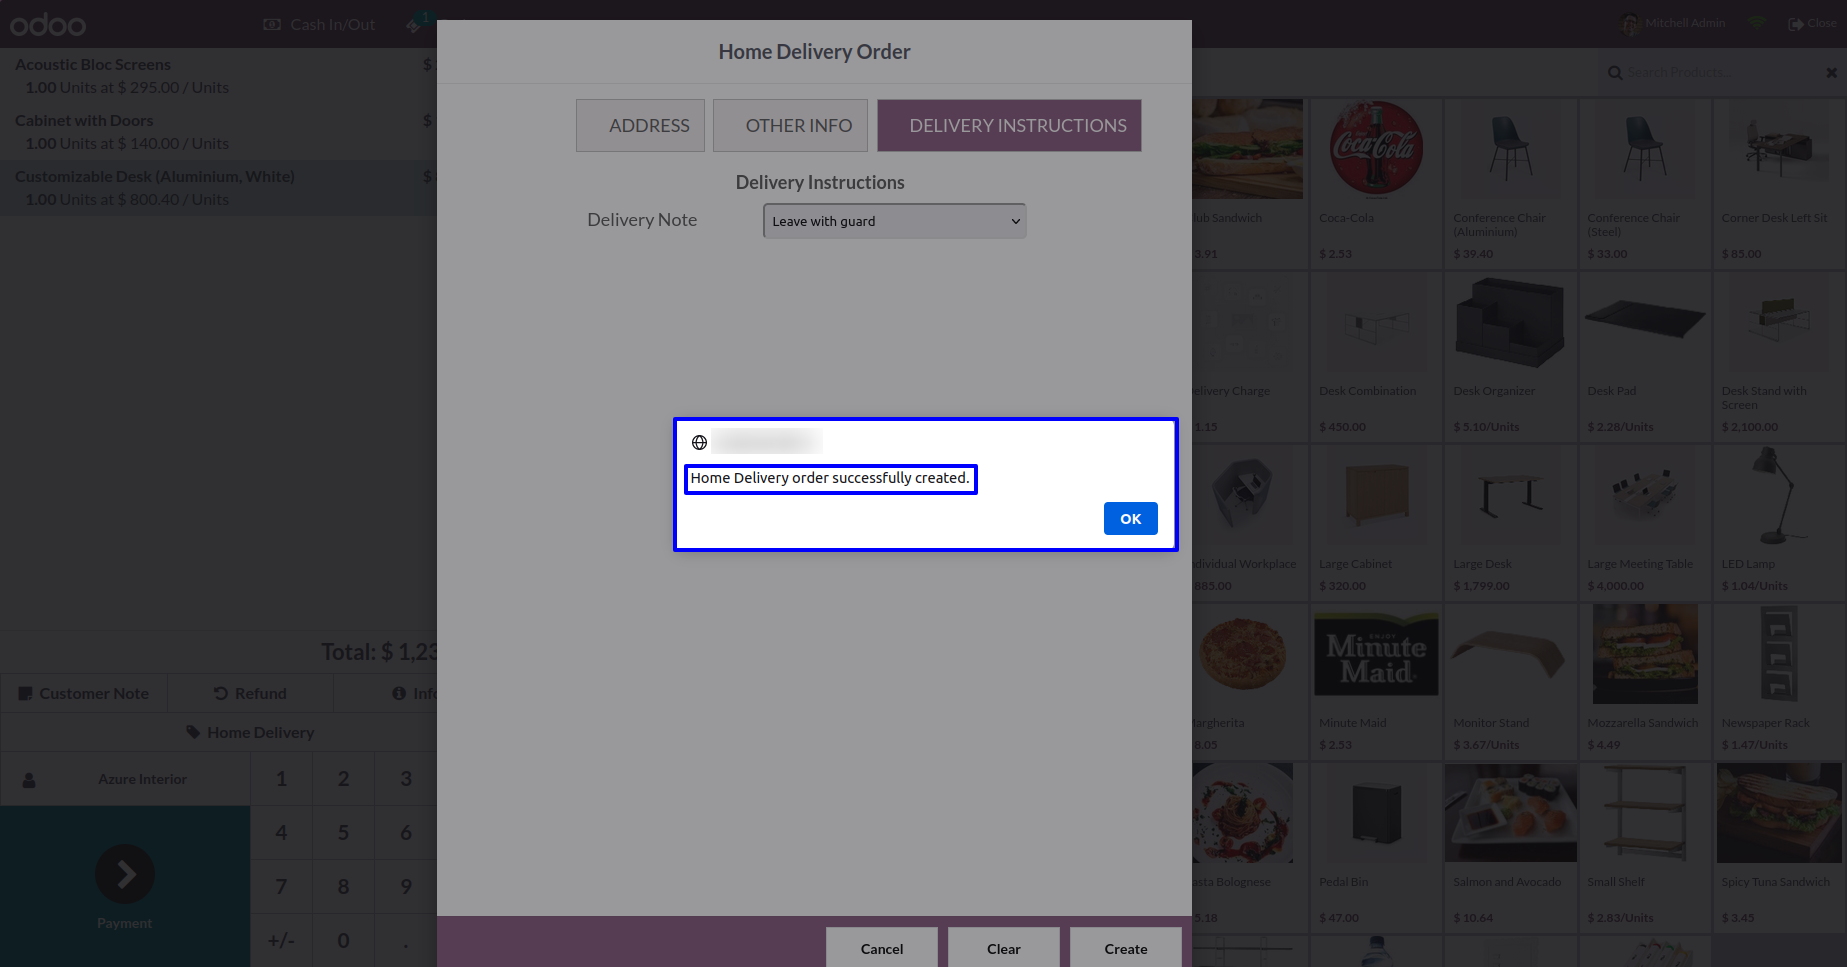 odoo
Cash In/Out
1
Mitchell Admin
Close
Acoustic Bloc Screens
$
1.00 Units at $ 295.00 / Units
Cabinet with Doors
$
1.00 Units at $ 140.00 / Units
Customizable Desk (Aluminium, White)
$
1.00 Units at $ 800.40 / Units
Total: $ 1,23
Customer Note
Refund
Info
Home Delivery
Azure Interior
1
2
3
4
5
6
7
8
9
+/-
0
.
Payment
Home Delivery Order
ADDRESS
OTHER INFO
DELIVERY INSTRUCTIONS
Delivery Instructions
Delivery Note
Leave with guard
Home Delivery order successfully created.
OK
Cancel
Clear
Create
Search Products...
lub Sandwich
3.91
Coca-Cola
Coca-Cola
$ 2.53
Conference Chair
(Aluminium)
$ 39.40
Conference Chair
(Steel)
$ 33.00
Corner Desk Left Sit
$ 85.00
elivery Charge
1.15
Desk Combination
$ 450.00
Desk Organizer
$ 5.10/Units
Desk Pad
$ 2.28/Units
Desk Stand with
Screen
$ 2,100.00
dividual Workplace
885.00
Large Cabinet
$ 320.00
Large Desk
$ 1,799.00
Large Meeting Table
$ 4,000.00
LED Lamp
$ 1.04/Units
largherita
8.05
ENJOY
Minute
Maid
Minute Maid
$ 2.53
Monitor Stand
$ 3.67/Units
Mozzarella Sandwich
$ 4.49
Newspaper Rack
$ 1.47/Units
asta Bolognese
5.18
Pedal Bin
$ 47.00
Salmon and Avocado
$ 10.64
Small Shelf
$ 2.83/Units
Spicy Tuna Sandwich
$ 3.45